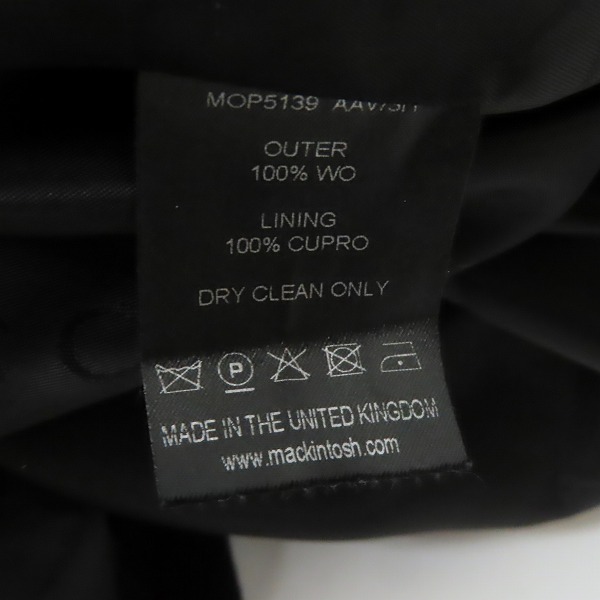 MOP5139
OUTER
100% WO
LINING
100% CUPRO
DRY CLEAN ONLY
P
MADE IN THE UNITED KINGDOM
www.mackintosh.com